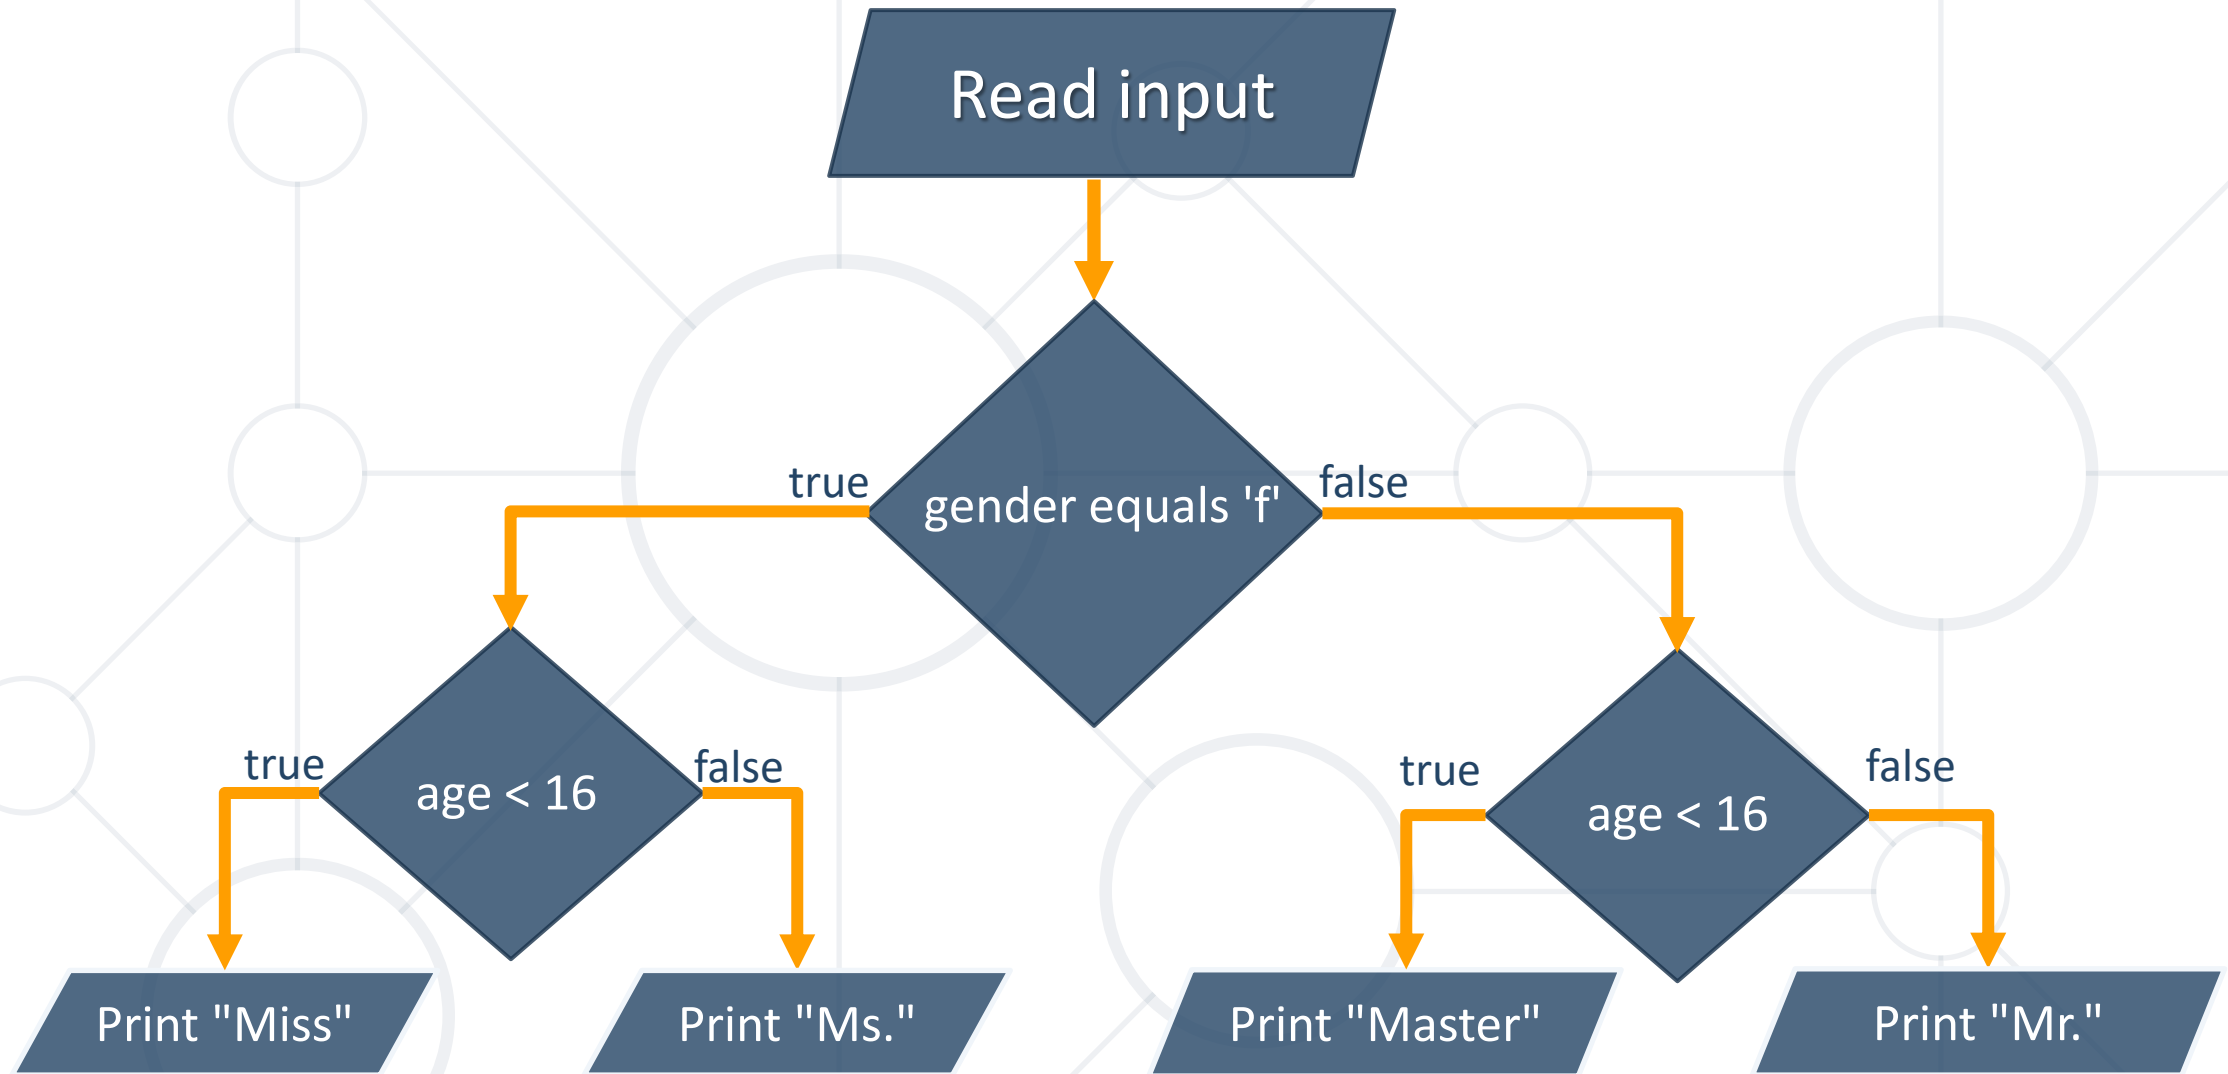 Read input
true
gender equals 'f'
false
true
age < 16
false
true
age < 16
false
Print "Miss"
Print "Ms."
Print "Master"
Print "Mr."